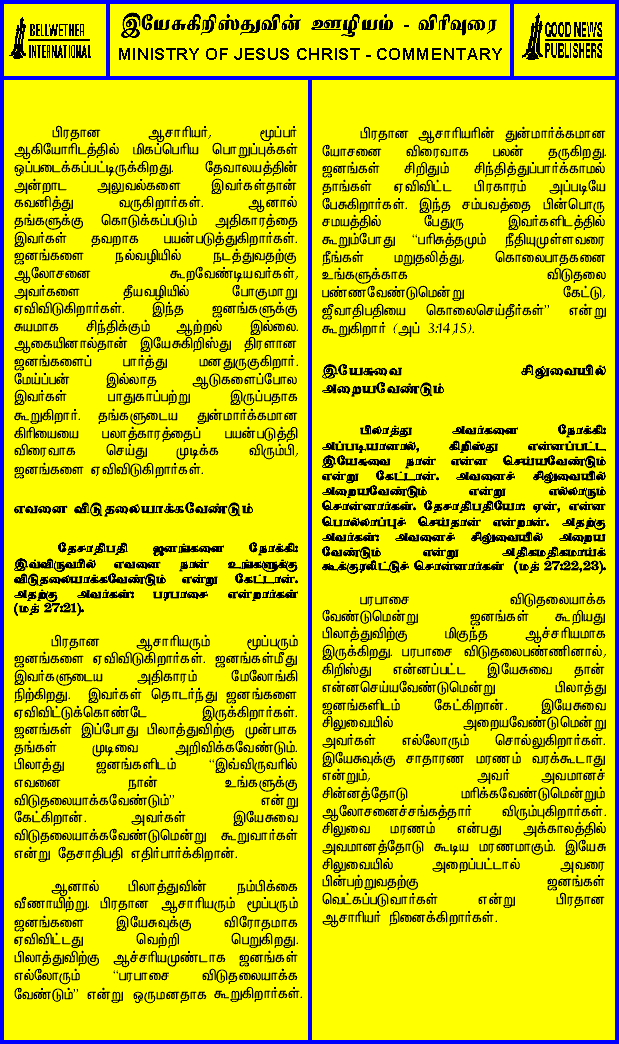 BELLWETHER
INTERNATIONAL
இயேசுகிறிஸ்துவின் ஊழியம் - விரிவுரை
MINISTRY OF JESUS CHRIST - COMMENTARY
GOOD NEWS
PUBLISHERS
பிரதான ஆசாரியர், மூப்பர்
ஆகியோரிடத்தில் மிகப்பெரிய பொறுப்புக்கள்
ஒப்படைக்கப்பட்டிருக்கிறது. தேவாலயத்தின்
அன்றாட அலுவல்களை இவர்கள்தான்
கவனித்து வருகிறார்கள். ஆனால்
தங்களுக்கு கொடுக்கப்படும் அதிகாரத்தை
இவர்கள் தவறாக பயன்படுத்துகிறார்கள்.
ஜனங்களை நல்வழியில் நடத்துவதற்கு
ஆலோசனை கூறவேண்டியவர்கள்,
அவர்களை தீயவழியில் போகுமாறு
ஏவிவிடுகிறார்கள். இந்த ஜனங்களுக்கு
சுயமாக சிந்திக்கும் ஆற்றல் இல்லை.
ஆகையினால்தான் இயேசுகிறிஸ்து திரளான
ஜனங்களைப் பார்த்து மனதுருகுகிறார்.
மேய்ப்பன் இல்லாத ஆடுகளைப்போல
இவர்கள் பாதுகாப்பற்று இருப்பதாக
கூறுகிறார். தங்களுடைய துன்மார்க்கமான
கிரியையை பலாத்காரத்தைப் பயன்படுத்தி
விரைவாக செய்து முடிக்க விரும்பி,
ஜனங்களை ஏவிவிடுகிறார்கள்.
எவனை விடுதலையாக்கவேண்டும்
தேசாதிபதி ஜனங்களை நோக்கி:
இவ்விருவரில் எவனை நான் உங்களுக்கு
விடுதலையாக்கவேண்டும் என்று கேட்டான்.
அதற்கு அவர்கள்: பரபாசை என்றார்கள்
(மத் 27:21).
பிரதான ஆசாரியரும் மூப்பரும்
ஜனங்களை ஏவிவிடுகிறார்கள். ஜனங்கள்மீது
இவர்களுடைய அதிகாரம் மேலோங்கி
நிற்கிறது. இவர்கள் தொடர்ந்து ஜனங்களை
ஏவிவிட்டுக்கொண்டே இருக்கிறார்கள்.
ஜனங்கள் இப்போது பிலாத்துவிற்கு முன்பாக
தங்கள் முடிவை அறிவிக்கவேண்டும்.
பிலாத்து ஜனங்களிடம் “இவ்விருவரில்
எவனை நான் உங்களுக்கு
விடுதலையாக்கவேண்டும்” என்று
கேட்கிறான். அவர்கள் இயேசுவை
விடுதலையாக்கவேண்டுமென்று கூறுவார்கள்
என்று தேசாதிபதி எதிர்பார்க்கிறான்.
ஆனால் பிலாத்துவின் நம்பிக்கை
வீணாயிற்று. பிரதான ஆசாரியரும் மூப்பரும்
ஜனங்களை இயேசுவுக்கு விரோதமாக
ஏவிவிட்டது வெற்றி பெறுகிறது.
பிலாத்துவிற்கு ஆச்சரியமுண்டாக ஜனங்கள்
எல்லோரும் “பரபாசை விடுதலையாக்க
வேண்டும்” என்று ஒருமனதாக கூறுகிறார்கள்.
பிரதான ஆசாரியரின் துன்மார்க்கமான
யோசனை விரைவாக பலன் தருகிறது.
ஜனங்கள் சிறிதும் சிந்தித்துப்பார்க்காமல்
தாங்கள் ஏவிவிட்ட பிரகாரம் அப்படியே
பேசுகிறார்கள். இந்த சம்பவத்தை பின்பொரு
சமயத்தில் பேதுரு இவர்களிடத்தில்
கூறும்போது “பரிசுத்தமும் நீதியுமுள்ளவரை
நீங்கள் மறுதலித்து, கொலைபாதகனை
உங்களுக்காக விடுதலை
பண்ணவேண்டுமென்று கேட்டு,
ஜீவாதிபதியை கொலைசெய்தீர்கள்” என்று
கூறுகிறார் (அப் 3:14,15).
இயேசுவை சிலுவையில்
அறையவேண்டும்
பிலாத்து அவர்களை நோக்கி:
அப்படியானால், கிறிஸ்து என்னப்பட்ட
இயேசுவை நான் என்ன செய்யவேண்டும்
என்று கேட்டான். அவனைச் சிலுவையில்
அறையவேண்டும் என்று எல்லாரும்
சொன்னார்கள். தேசாதிபதியோ: ஏன், என்ன
பொல்லாப்புச் செய்தான் என்றான். அதற்கு
அவர்கள்: அவனைச் சிலுவையில் அறைய
வேண்டும் என்று அதிகமதிகமாய்க்
கூக்குரலிட்டுச் சொன்னார்கள் (மத் 27:22,23).
பரபாசை விடுதலையாக்க
வேண்டுமென்று ஜனங்கள் கூறியது
பிலாத்துவிற்கு மிகுந்த ஆச்சரியமாக
இருக்கிறது. பரபாசை விடுதலைபண்ணினால்,
கிறிஸ்து என்னப்பட்ட இயேசுவை தான்
என்னசெய்யவேண்டுமென்று பிலாத்து
ஜனங்களிடம் கேட்கிறான். இயேசுவை
சிலுவையில் அறையவேண்டுமென்று
அவர்கள் எல்லோரும் சொல்லுகிறார்கள்.
இயேசுவுக்கு சாதாரண மரணம் வரக்கூடாது
என்றும், அவர் அவமானச்
சின்னத்தோடு மரிக்கவேண்டுமென்றும்
ஆலோசனைச்சங்கத்தார் விரும்புகிறார்கள்.
சிலுவை மரணம் என்பது அக்காலத்தில்
அவமானத்தோடு கூடிய மரணமாகும். இயேசு
சிலுவையில் அறைப்பட்டால் அவரை
பின்பற்றுவதற்கு ஜனங்கள்
வெட்கப்படுவார்கள் என்று பிரதான
ஆசாரியர் நினைக்கிறார்கள்.